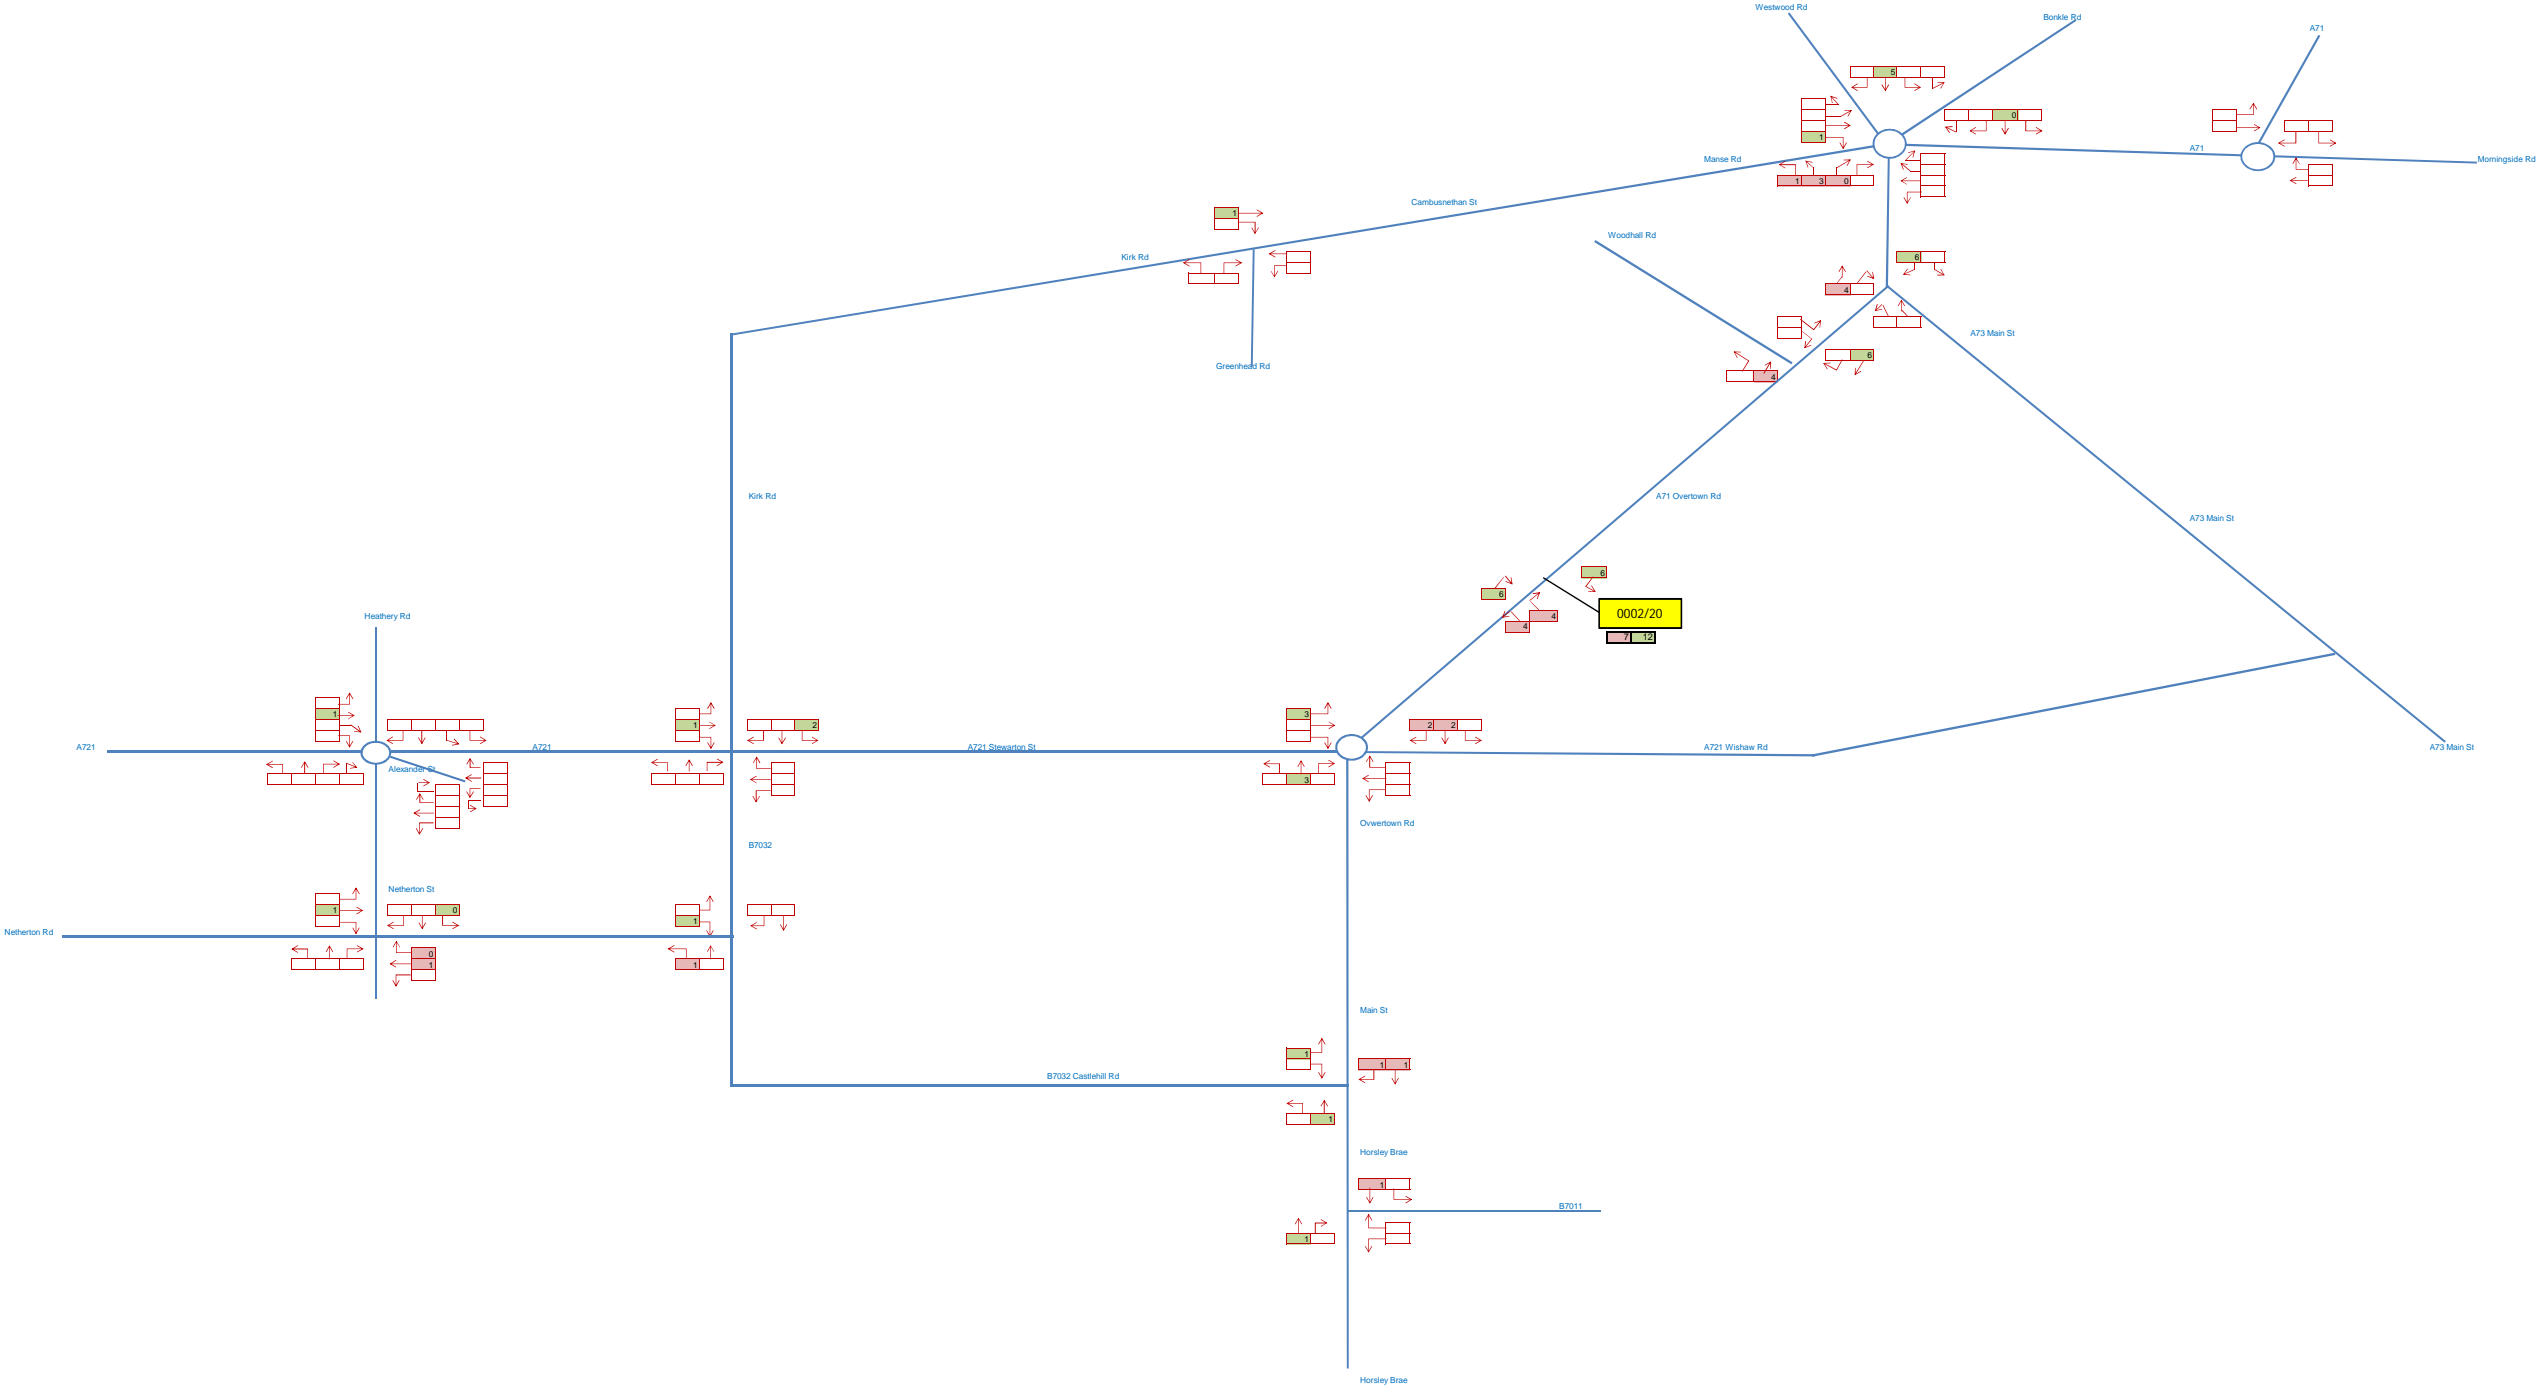 Westwood Rd
Bonkle Rd
A71
5
0
1
Manse Rd
A71
Morningside Rd
1 3 0
Cambusnethan St
1
Woodhall Rd
Kirk Rd
6
4
A73 Main St
6
Greenhead Rd
4
Kirk Rd
A71 Overtown Rd
A73 Main St
6
6
0002/20
4
4
7 12
Heathery Rd
1
1
2
3
2 2
A721
A721
A721 Stewarton St
A721 Wishaw Rd
A73 Main St
Alexander St
3
Ovwertown Rd
B7032
Netherton St
1
0
1
Netherton Rd
0
1
1
Main St
1
1 1
B7032 Castlehill Rd
1
Horsley Brae
1
B7011
1
Horsley Brae